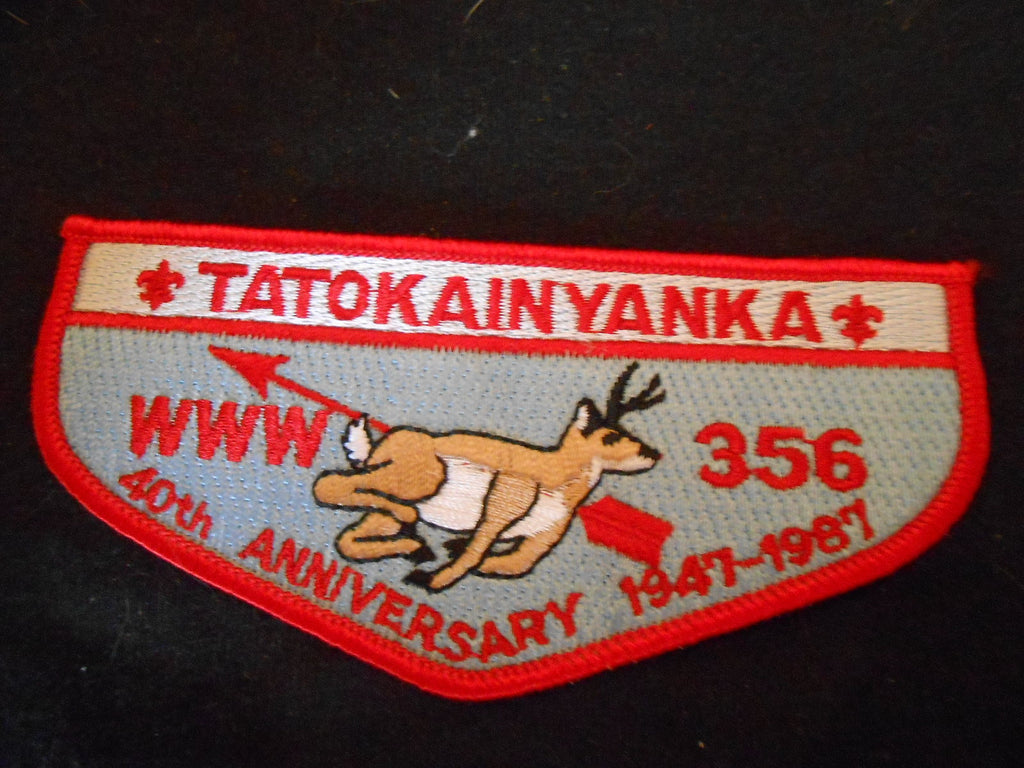 TATOKAINYANKA
WWW 356
40th ANNIVERSARY 1947-1987